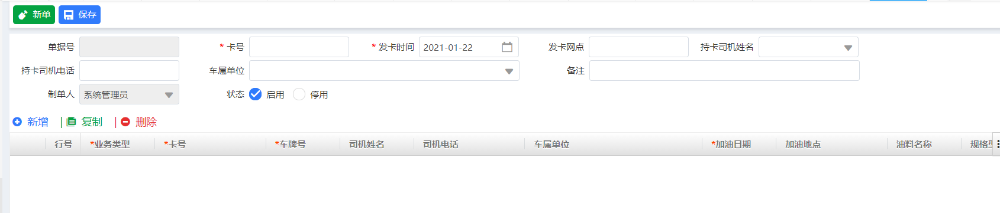 新单 保存
单据号 * 卡号 * 发卡时间 2021-01-22 发卡网点 持卡司机姓名
持卡司机电话 车属单位 备注
制单人 系统管理员 状态 启用 停用
新增 | 复制 | 删除
行号 *业务类型 *卡号 *车牌号 司机姓名 司机电话 车属单位 *加油日期 加油地点 油料名称 规格